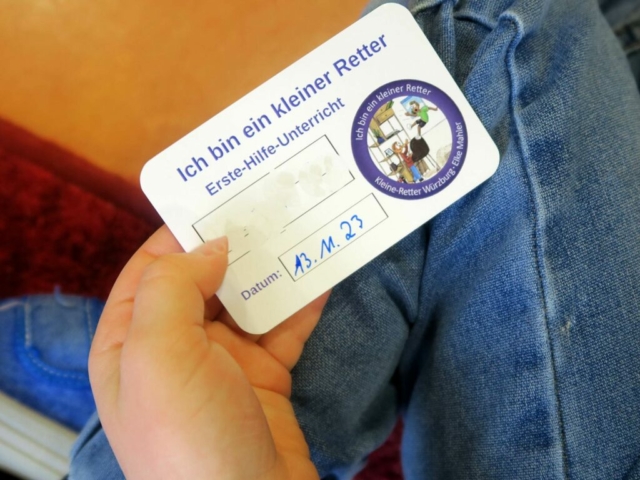 Ich bin ein kleiner Retter
Erste-Hilfe-Unterricht
Datum: 13.11.23
Ich bin ein kleiner Retter
Kleine-Retter Würzburg - Elke Mahler